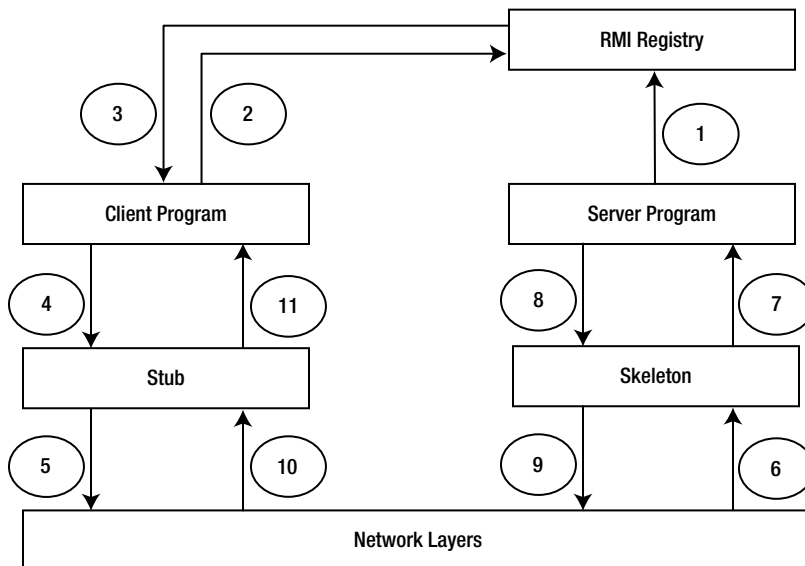 RMI Registry
3
2
1
Client Program
Server Program
4
11
8
7
Stub
Skeleton
5
10
9
6
Network Layers